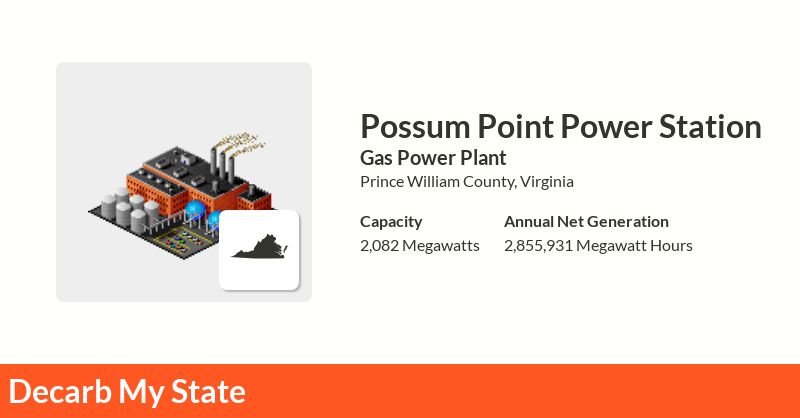 Possum Point Power Station
Gas Power Plant
Prince William County, Virginia
Capacity
2,082 Megawatts
Annual Net Generation
2,855,931 Megawatt Hours
Decarb My State